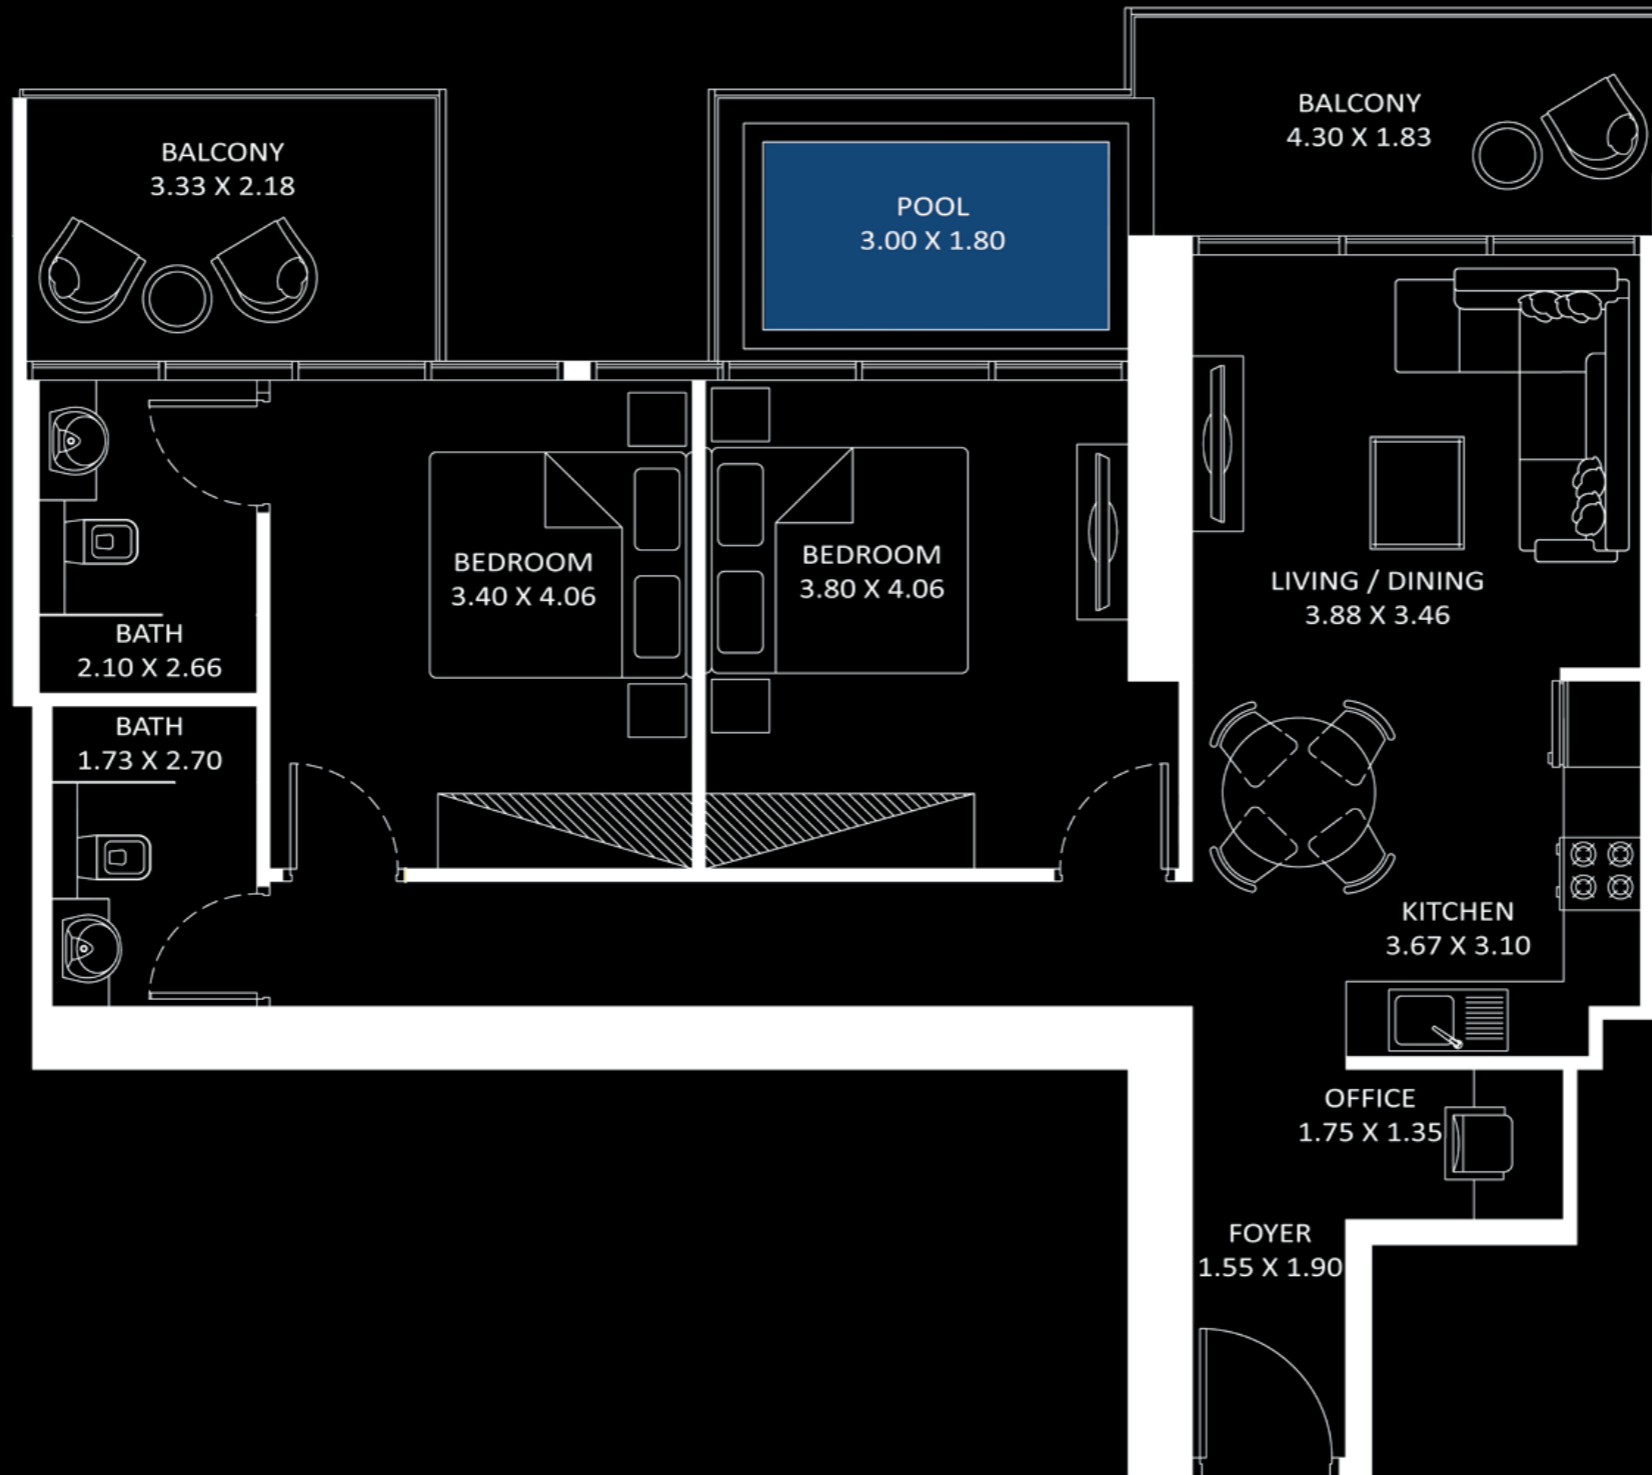 BALCONY
4.30 X 1.83
BALCONY
3.33 X 2.18
POOL
3.00 X 1.80
BEDROOM
3.40 X 4.06
BEDROOM
3.80 X 4.06
LIVING / DINING
3.88 X 3.46
BATH
2.10 X 2.66
BATH
1.73 X 2.70
KITCHEN
3.67 X 3.10
OFFICE
1.75 X 1.35
FOYER
1.55 X 1.90